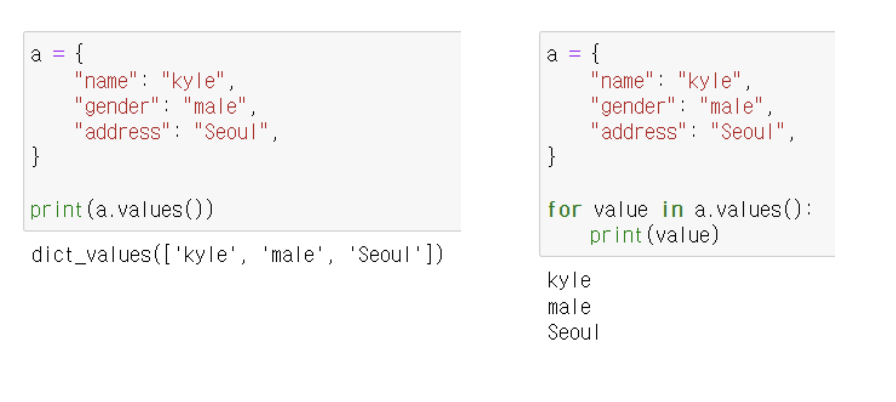 a = {
    "name": "kyle",
    "gender": "male",
    "address": "Seoul",
}
print(a.values())
dict_values(['kyle', 'male', 'Seoul'])
a = {
    "name": "kyle",
    "gender": "male",
    "address": "Seoul",
}
for value in a.values():
    print(value)
kyle
male
Seoul